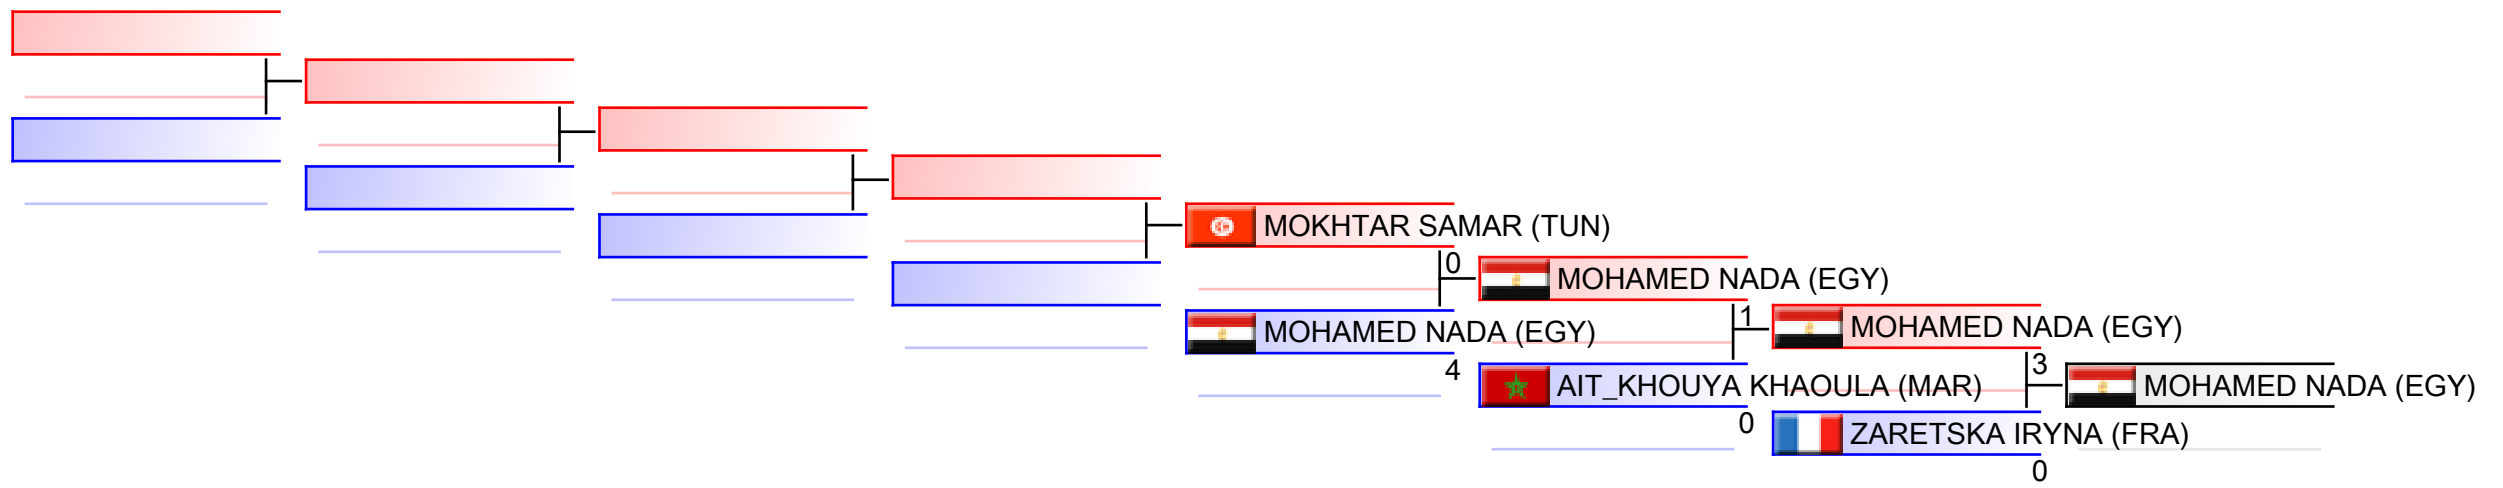 MOKHTAR SAMAR (TUN)
0
MOHAMED NADA (EGY)
4
MOHAMED NADA (EGY)
1
AIT_KHOUYA KHAOULA (MAR)
0
MOHAMED NADA (EGY)
3
ZARETSKA IRYNA (FRA)
0
MOHAMED NADA (EGY)